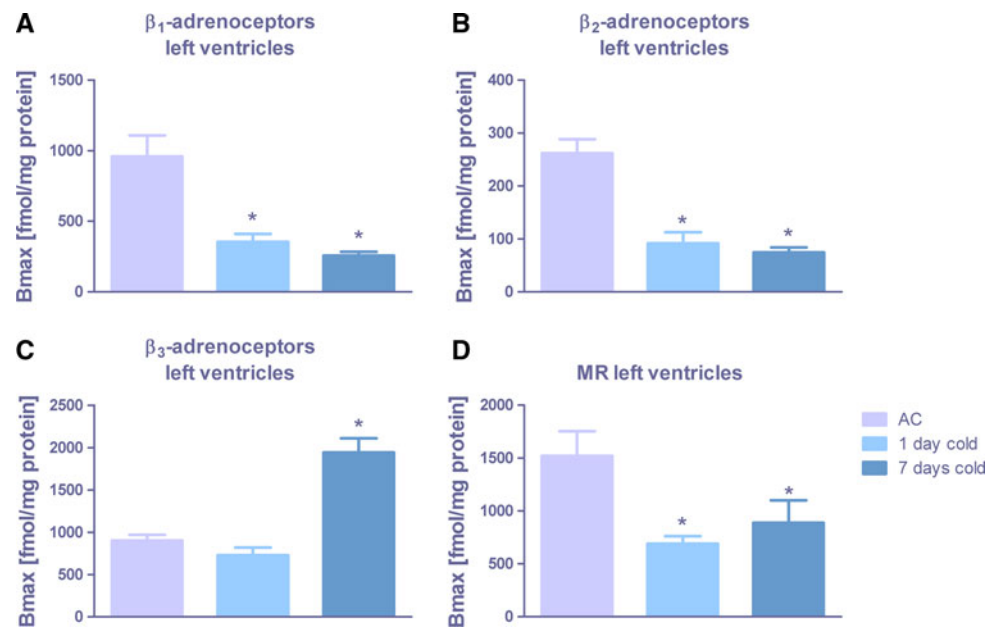 A
β₁-adrenoceptors
left ventricles
Bmax [fmol/mg protein]
1500
1000
500
0
*
*
B
β₂-adrenoceptors
left ventricles
Bmax [fmol/mg protein]
400
300
200
100
0
*
*
C
β₃-adrenoceptors
left ventricles
Bmax [fmol/mg protein]
2500
2000
1500
1000
500
0
*
D
MR left ventricles
Bmax [fmol/mg protein]
2000
1500
1000
500
0
*
*
AC
1 day cold
7 days cold